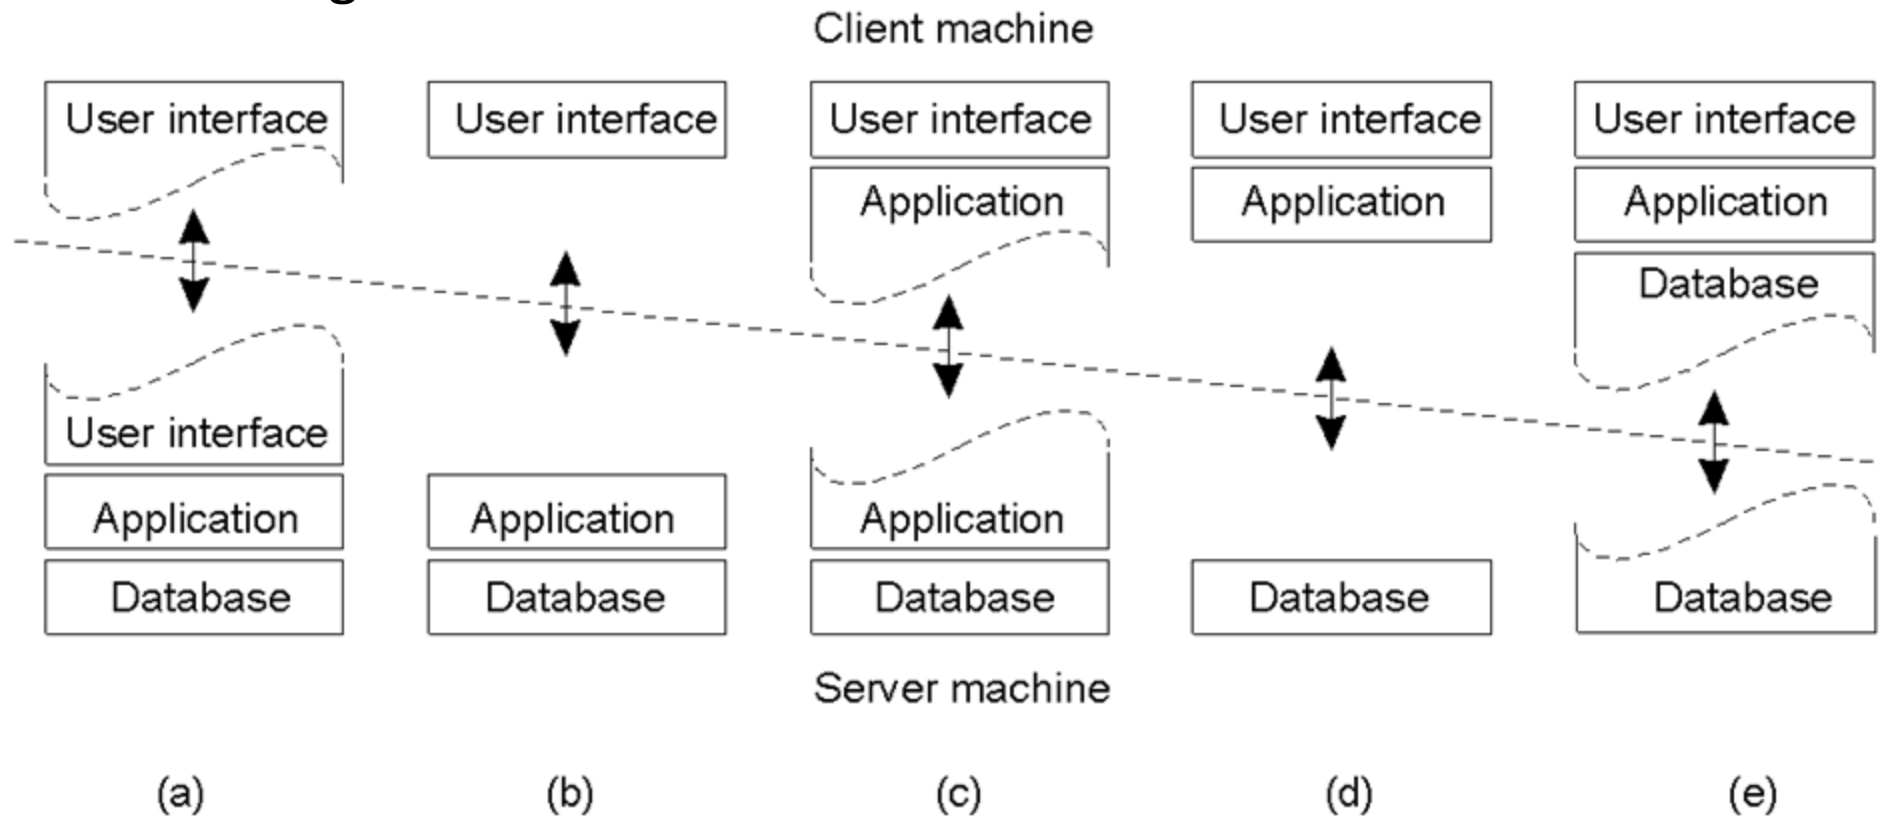 Client machine
User interface User interface User interface User interface User interface
Application Application Application
Database
User interface
Application Application Application
Database Database Database Database Database
Server machine
(a) (b) (c) (d) (e)